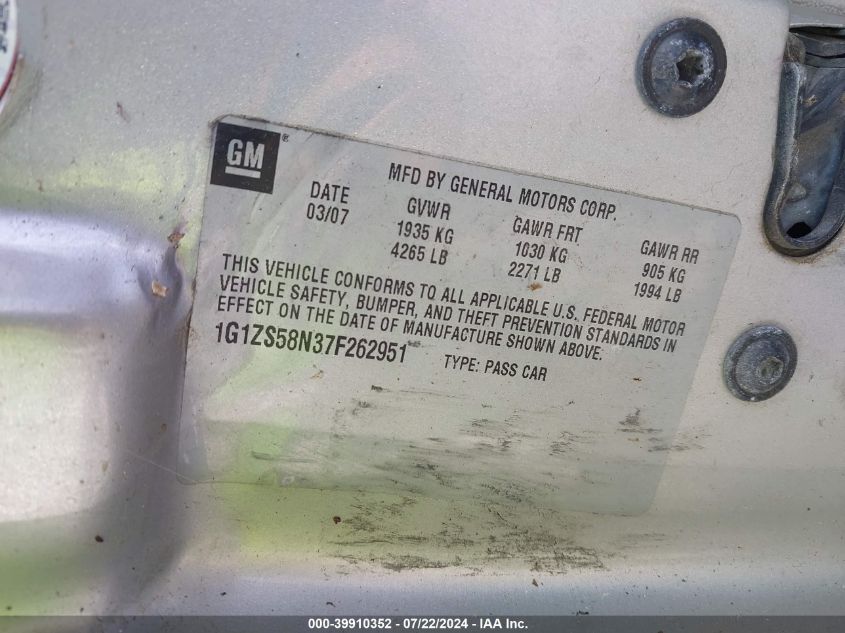 GM®
MFD BY GENERAL MOTORS CORP.
DATE GVWR GAWR FRT GAWR RR
03/07 1935 KG 1030 KG 905 KG
4265 LB 2271 LB 1994 LB
THIS VEHICLE CONFORMS TO ALL APPLICABLE U.S. FEDERAL MOTOR
VEHICLE SAFETY, BUMPER, AND THEFT PREVENTION STANDARDS IN
EFFECT ON THE DATE OF MANUFACTURE SHOWN ABOVE.
1G1ZS58N37F262951 TYPE: PASS CAR
000-39910352 - 07/22/2024 - IAA Inc.